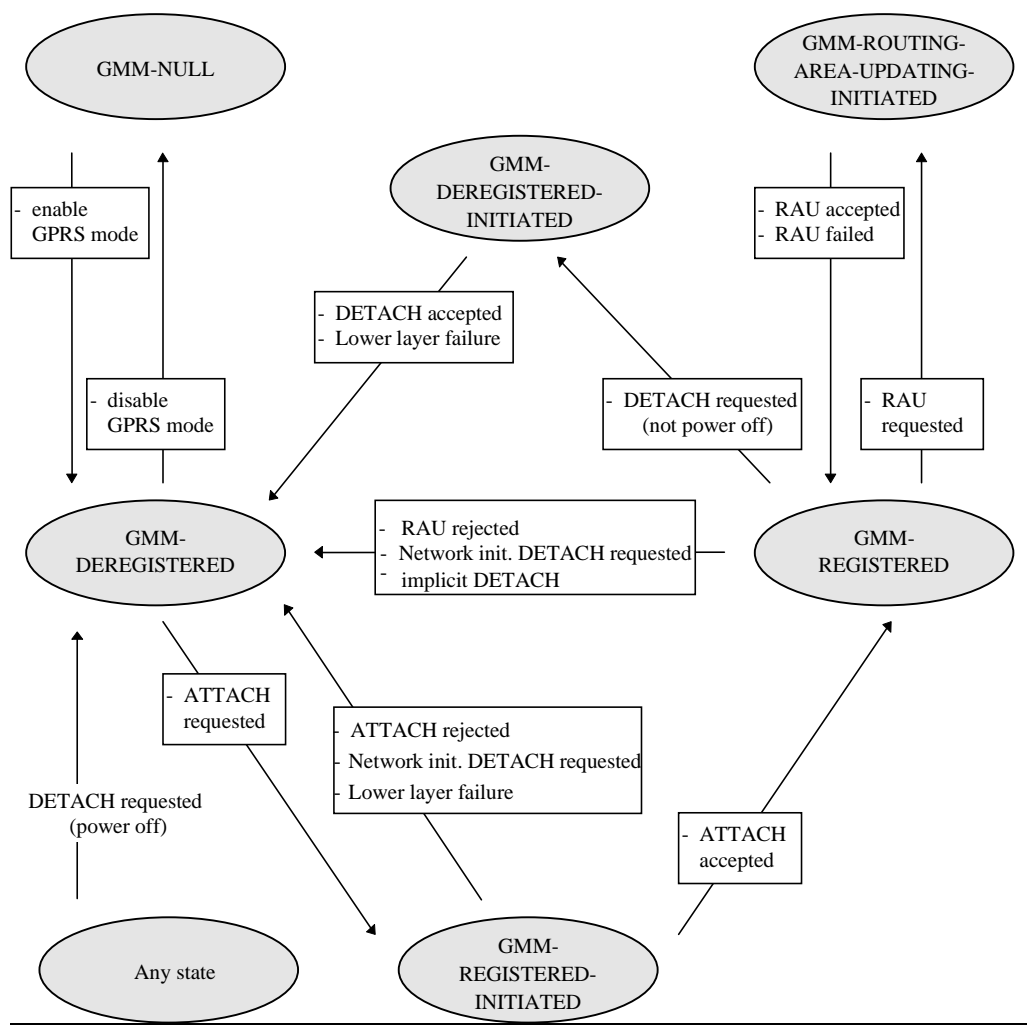 GMM-NULL
GMM-ROUTING-
AREA-UPDATING-
INITIATED
GMM-
DEREGISTERED-
INITIATED
- enable
GPRS mode
- RAU accepted
- RAU failed
- DETACH accepted
- Lower layer failure
- disable
GPRS mode
- DETACH requested
(not power off)
- RAU
requested
GMM-
DEREGISTERED
- RAU rejected
- Network init. DETACH requested
- implicit DETACH
GMM-
REGISTERED
- ATTACH
requested
- ATTACH rejected
- Network init. DETACH requested
- Lower layer failure
DETACH requested
(power off)
- ATTACH
accepted
Any state
GMM-
REGISTERED-
INITIATED